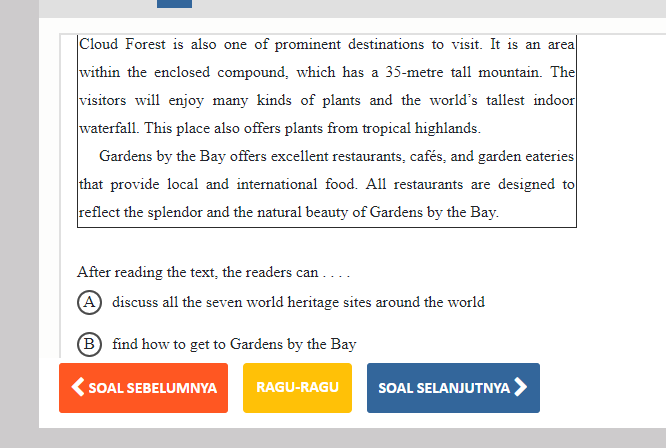 Cloud Forest is also one of prominent destinations to visit. It is an area
within the enclosed compound, which has a 35-metre tall mountain. The
visitors will enjoy many kinds of plants and the world’s tallest indoor
waterfall. This place also offers plants from tropical highlands.
Gardens by the Bay offers excellent restaurants, cafés, and garden eateries
that provide local and international food. All restaurants are designed to
reflect the splendor and the natural beauty of Gardens by the Bay.
After reading the text, the readers can . . . .
A discuss all the seven world heritage sites around the world
B find how to get to Gardens by the Bay
SOAL SEBELUMNYA
RAGU-RAGU
SOAL SELANJUTNYA